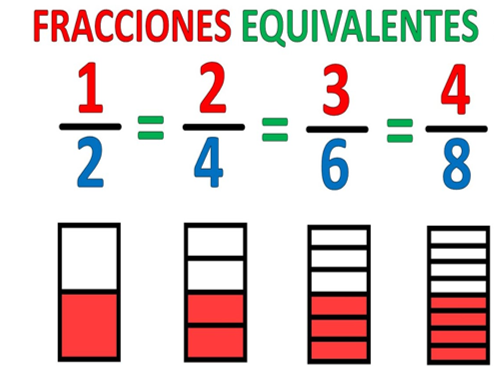 FRACCIONES EQUIVALENTES
1/2 = 2/4 = 3/6 = 4/8